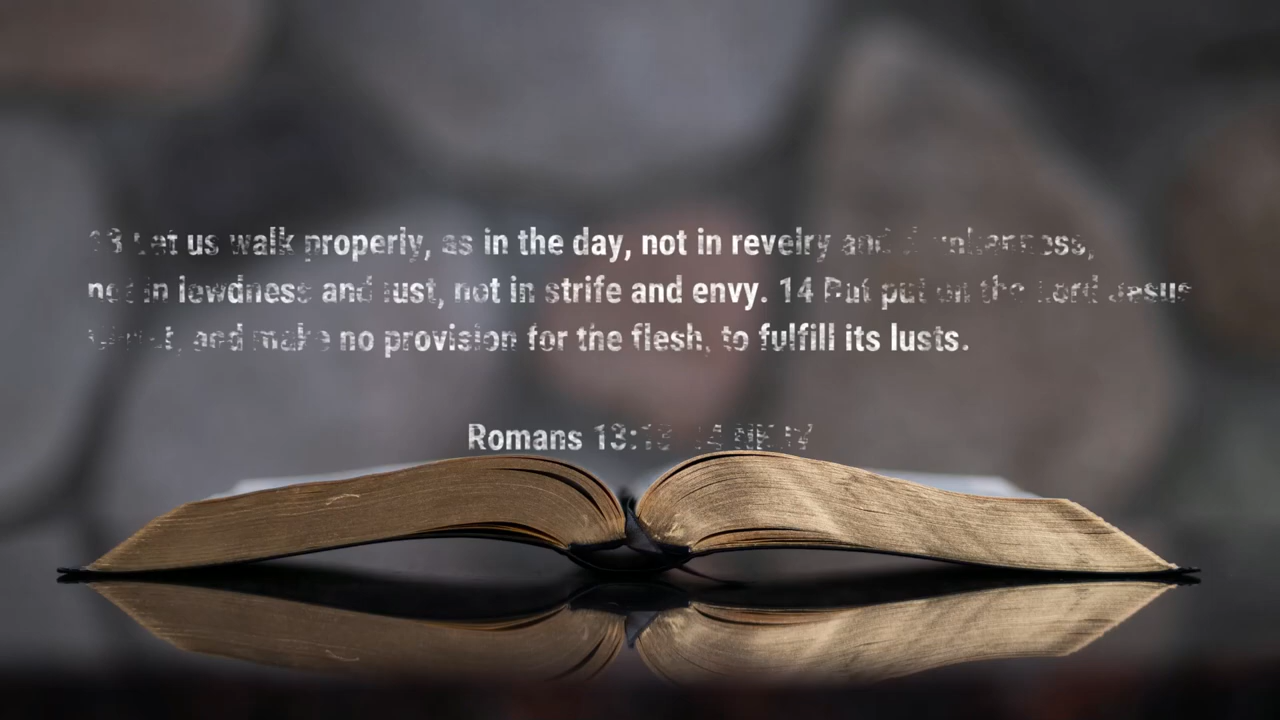 13 Let us walk properly, as in the day, not in revelry and drunkenness,
not in lewdness and lust, not in strife and envy. 14 But put on the Lord Jesus
Christ, and make no provision for the flesh, to fulfill its lusts.
Romans 13:13-14 NKJV